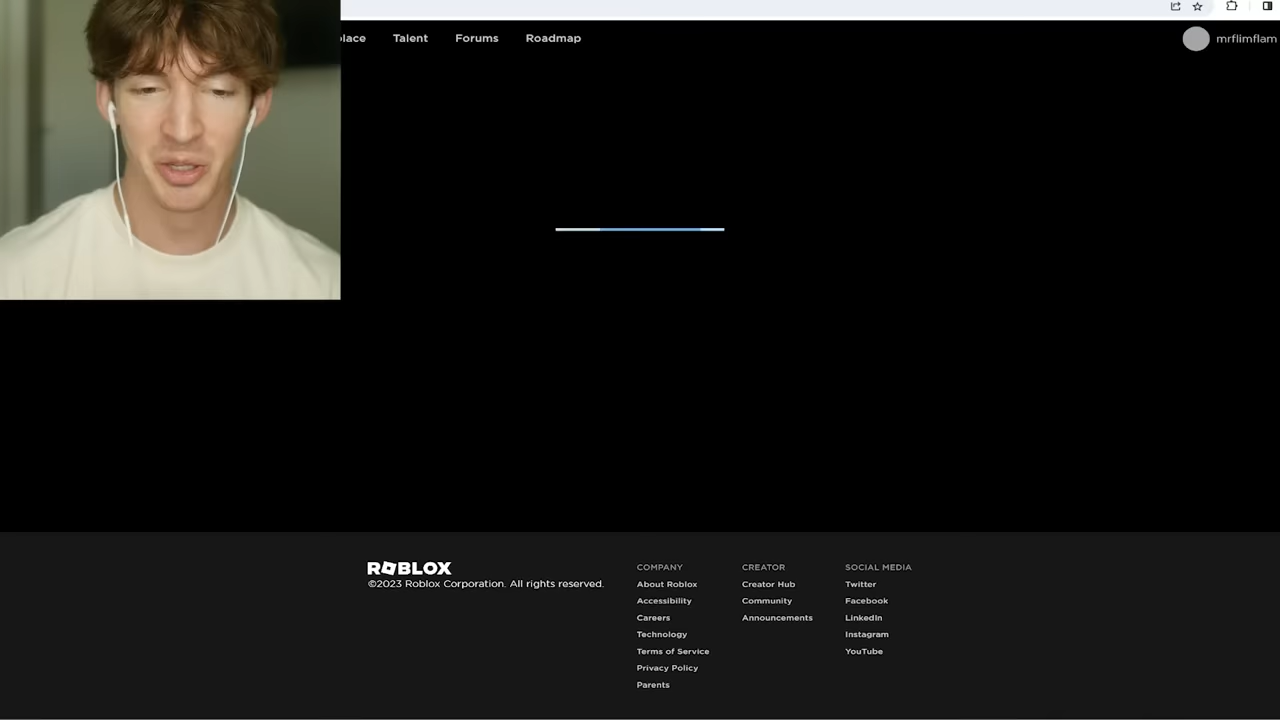 place Talent Forums Roadmap mrflimflam
ROBLOX
©2023 Roblox Corporation. All rights reserved.
COMPANY
About Roblox
Accessibility
Careers
Technology
Terms of Service
Privacy Policy
Parents
CREATOR
Creator Hub
Community
Announcements
SOCIAL MEDIA
Twitter
Facebook
LinkedIn
Instagram
YouTube